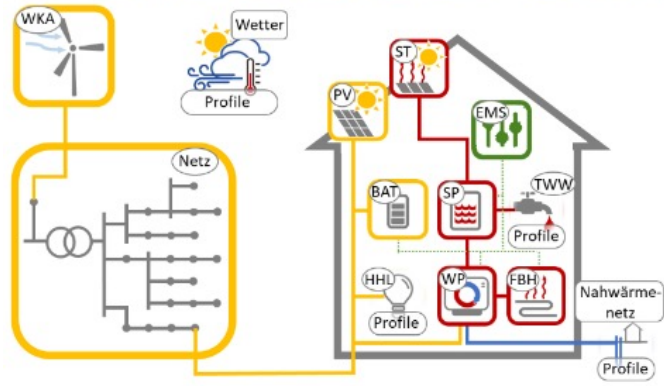 WKA
Wetter
Profile
ST
PV
EMS
Netz
BAT
SP
TWW
Profile
HHL
Profile
WP
FBH
Nahwärme-
netz
Profile